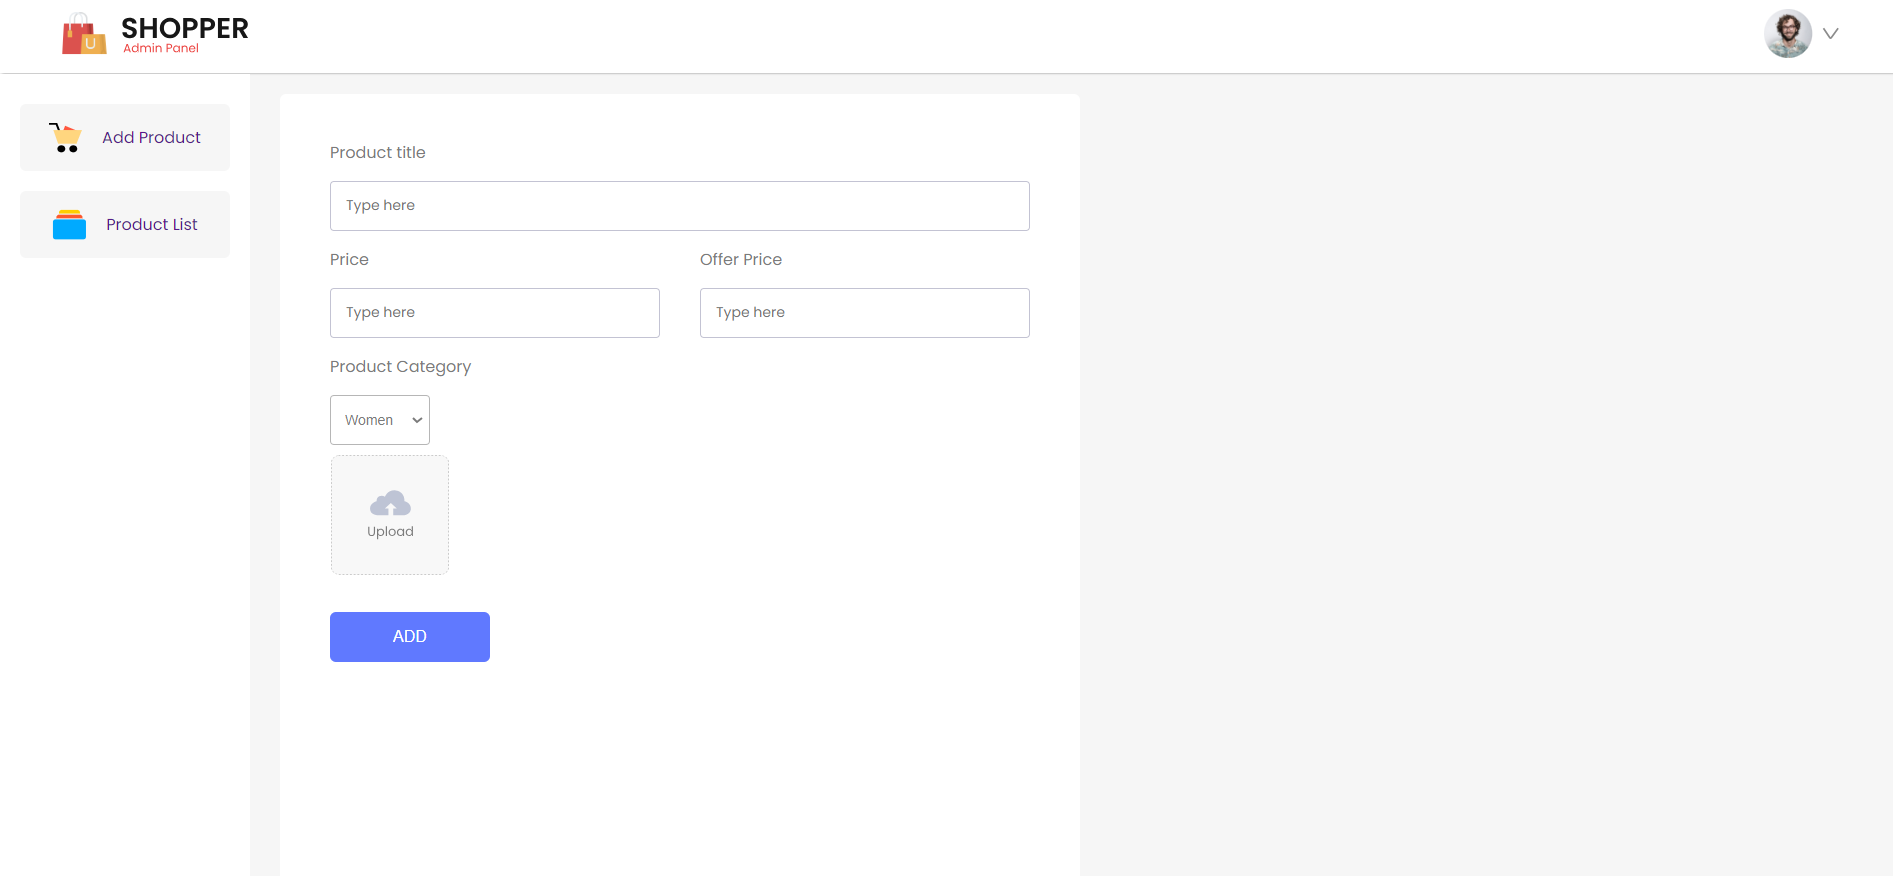 U
SHOPPER
Admin Panel
Add Product
Product List
Product title
Type here
Price
Offer Price
Type here
Type here
Product Category
Women
Upload
ADD